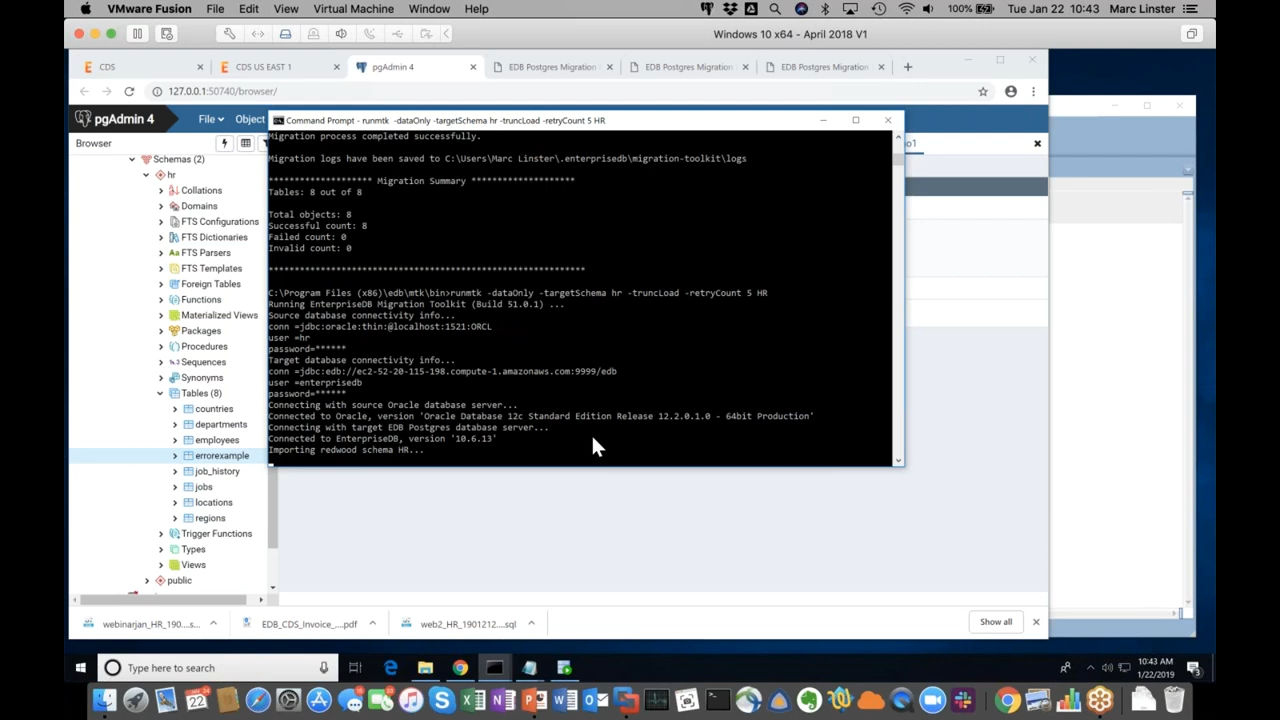 VMware Fusion File Edit View Virtual Machine Window Help 100% Tue Jan 22 10:43 Marc Linster
Windows 10 x64 - April 2018 V1
CDS CDS US EAST 1 pgAdmin 4 EDB Postgres Migration EDB Postgres Migration EDB Postgres Migration
127.0.0.1:50740/browser/
pgAdmin 4 File Object
Command Prompt - runmtk -dataOnly -targetSchema hr -truncLoad -retryCount 5 HR
Browser
Schemas (2)
hr
Collations
Domains
FTS Configurations
FTS Dictionaries
FTS Parsers
FTS Templates
Foreign Tables
Functions
Materialized Views
Packages
Procedures
Sequences
Synonyms
Tables (8)
countries
departments
employees
errorexample
job_history
jobs
locations
regions
Trigger Functions
Types
Views
public
Migration process completed successfully.
Migration logs have been saved to C:\Users\Marc Linster\.enterprisedb\migration-toolkit\logs
******************** Migration Summary ********************
Tables: 8 out of 8
Total objects: 8
Successful count: 8
Failed count: 0
Invalid count: 0
*************************************************************
C:\Program Files (x86)\edb\mtk\bin>runmtk -dataOnly -targetSchema hr -truncLoad -retryCount 5 HR
Running EnterpriseDB Migration Toolkit (Build 51.0.1) ...
Source database connectivity info...
conn =jdbc:oracle:thin:@localhost:1521:ORCL
user =hr
password=******
Target database connectivity info...
conn =jdbc:edb://ec2-52-20-115-198.compute-1.amazonaws.com:9999/edb
user =enterprisedb
password=******
Connecting with source Oracle database server...
Connected to Oracle, version 'Oracle Database 12c Standard Edition Release 12.2.0.1.0 - 64bit Production'
Connecting with target EDB Postgres database server...
Connected to EnterpriseDB, version '10.6.13'
Importing redwood schema HR...
webinarjan_HR_190....s... EDB_CDS_Invoice_....pdf web2_HR_1901212....sql Show all
Type here to search
10:43 AM
1/22/2019